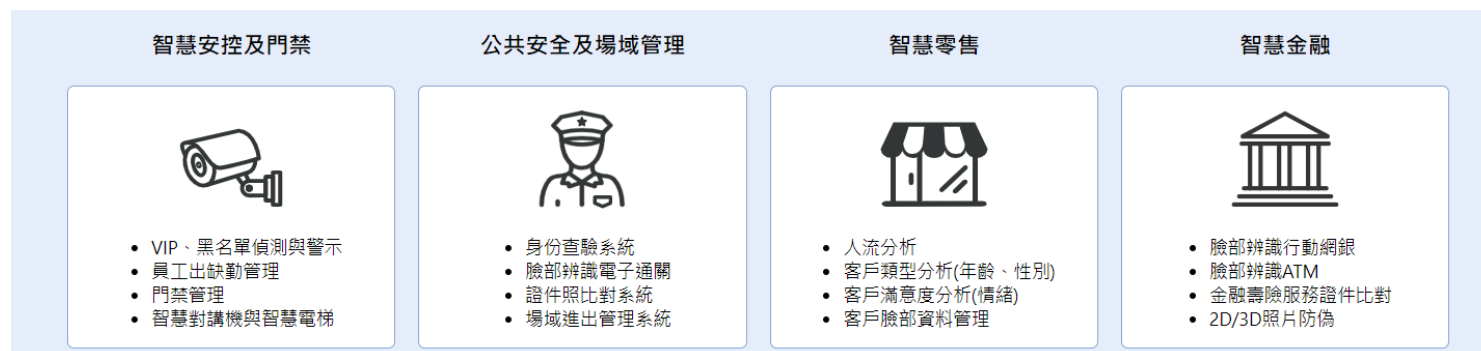 智慧安控及門禁
VIP、黑名單偵測與警示
員工出缺勤管理
門禁管理
智慧對講機與智慧電梯
公共安全及場域管理
身份查驗系統
臉部辨識電子通關
證件照比對系統
場域進出管理系統
智慧零售
人流分析
客戶類型分析(年齡、性別)
客戶滿意度分析(情緒)
客戶臉部資料管理
智慧金融
臉部辨識行動網銀
臉部辨識ATM
金融壽險服務證件比對
2D/3D照片防偽